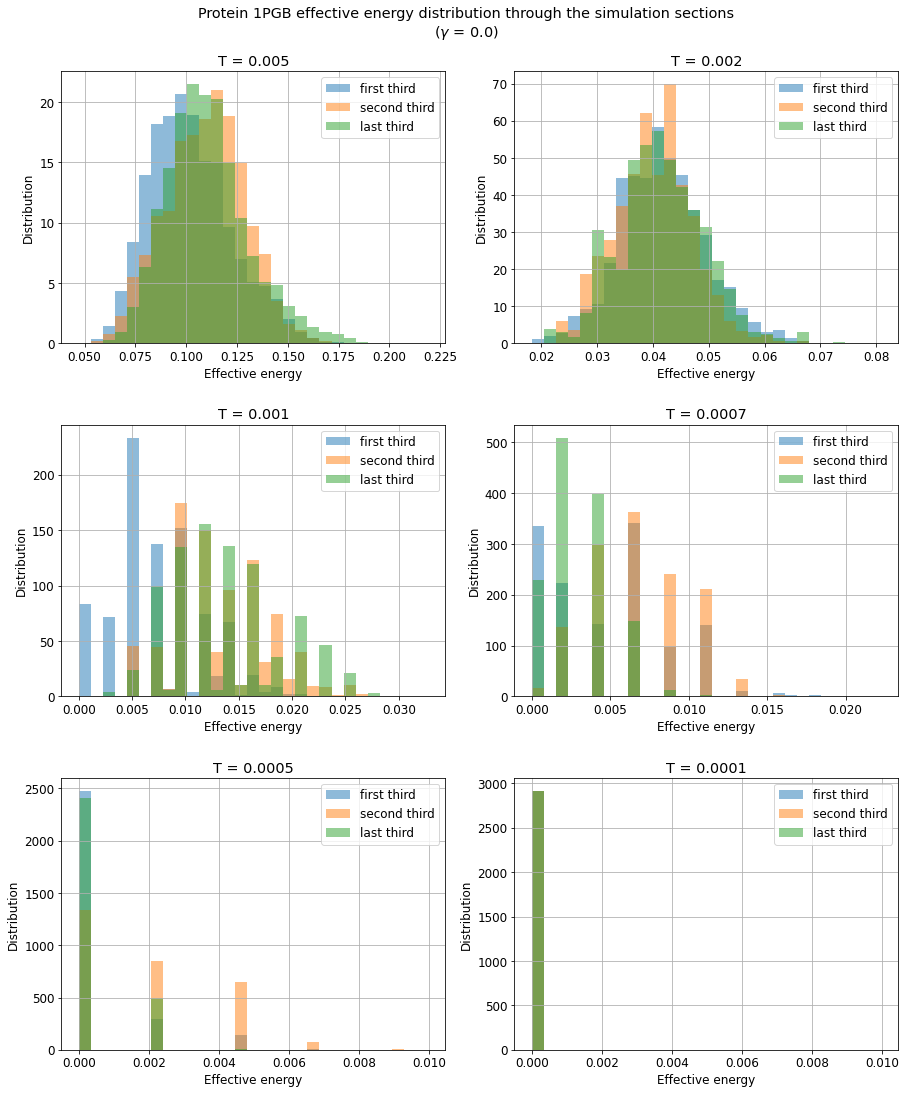 Protein 1PGB effective energy distribution through the simulation sections
(γ = 0.0)
T = 0.005
first third
second third
last third
20
15
10
5
0
Distribution
0.050 0.075 0.100 0.125 0.150 0.175 0.200 0.225
Effective energy
T = 0.002
first third
second third
last third
70
60
50
40
30
20
10
0
Distribution
0.02 0.03 0.04 0.05 0.06 0.07 0.08
Effective energy
T = 0.001
first third
second third
last third
200
150
100
50
0
Distribution
0.000 0.005 0.010 0.015 0.020 0.025 0.030
Effective energy
T = 0.0007
first third
second third
last third
500
400
300
200
100
0
Distribution
0.000 0.005 0.010 0.015 0.020
Effective energy
T = 0.0005
first third
second third
last third
2500
2000
1500
1000
500
0
Distribution
0.000 0.002 0.004 0.006 0.008 0.010
Effective energy
T = 0.0001
first third
second third
last third
3000
2500
2000
1500
1000
500
0
Distribution
0.000 0.002 0.004 0.006 0.008 0.010
Effective energy